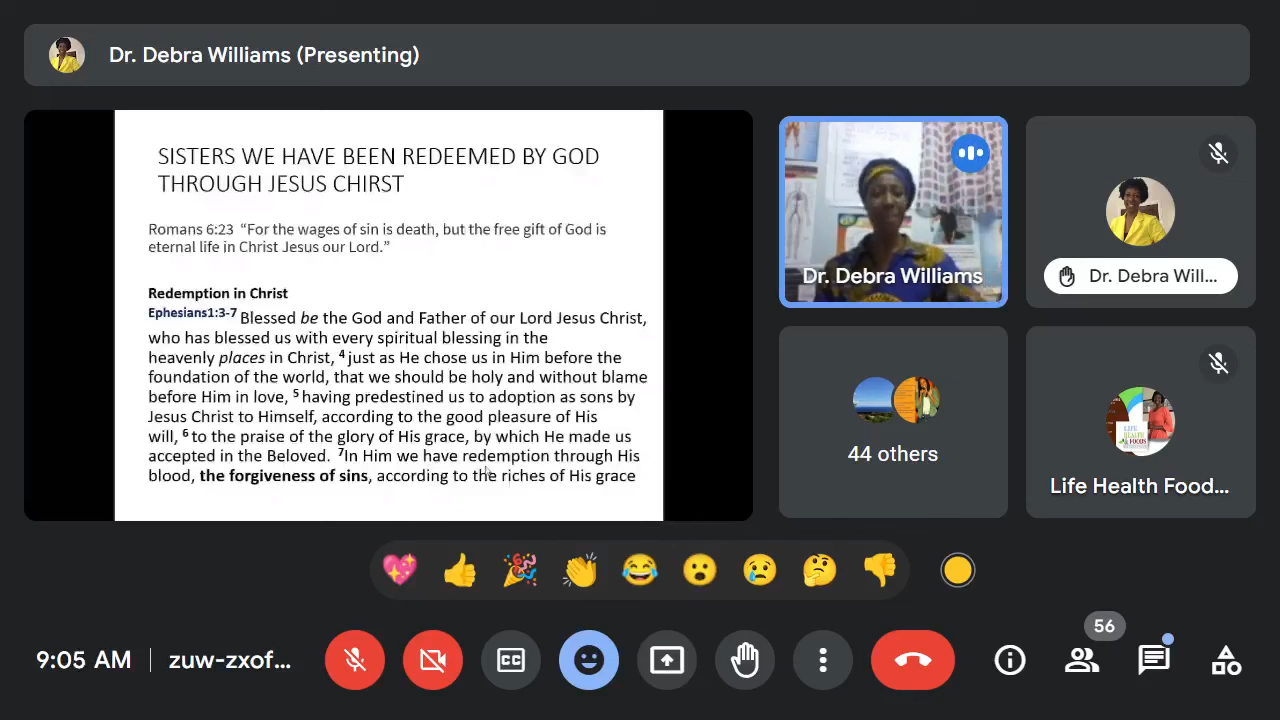 Dr. Debra Williams (Presenting)
SISTERS WE HAVE BEEN REDEEMED BY GOD
THROUGH JESUS CHIRST
Romans 6:23 “For the wages of sin is death, but the free gift of God is
eternal life in Christ Jesus our Lord.”
Redemption in Christ
Ephesians1:3-7 Blessed be the God and Father of our Lord Jesus Christ,
who has blessed us with every spiritual blessing in the
heavenly places in Christ, 4 just as He chose us in Him before the
foundation of the world, that we should be holy and without blame
before Him in love, 5 having predestined us to adoption as sons by
Jesus Christ to Himself, according to the good pleasure of His
will, 6 to the praise of the glory of His grace, by which He made us
accepted in the Beloved. 7In Him we have redemption through His
blood, the forgiveness of sins, according to the riches of His grace
Dr. Debra Williams
Dr. Debra Will...
44 others
LIFE
HEALTH
& FOODS
Life Health Food...
9:05 AM
zuw-zxof...
CC
56